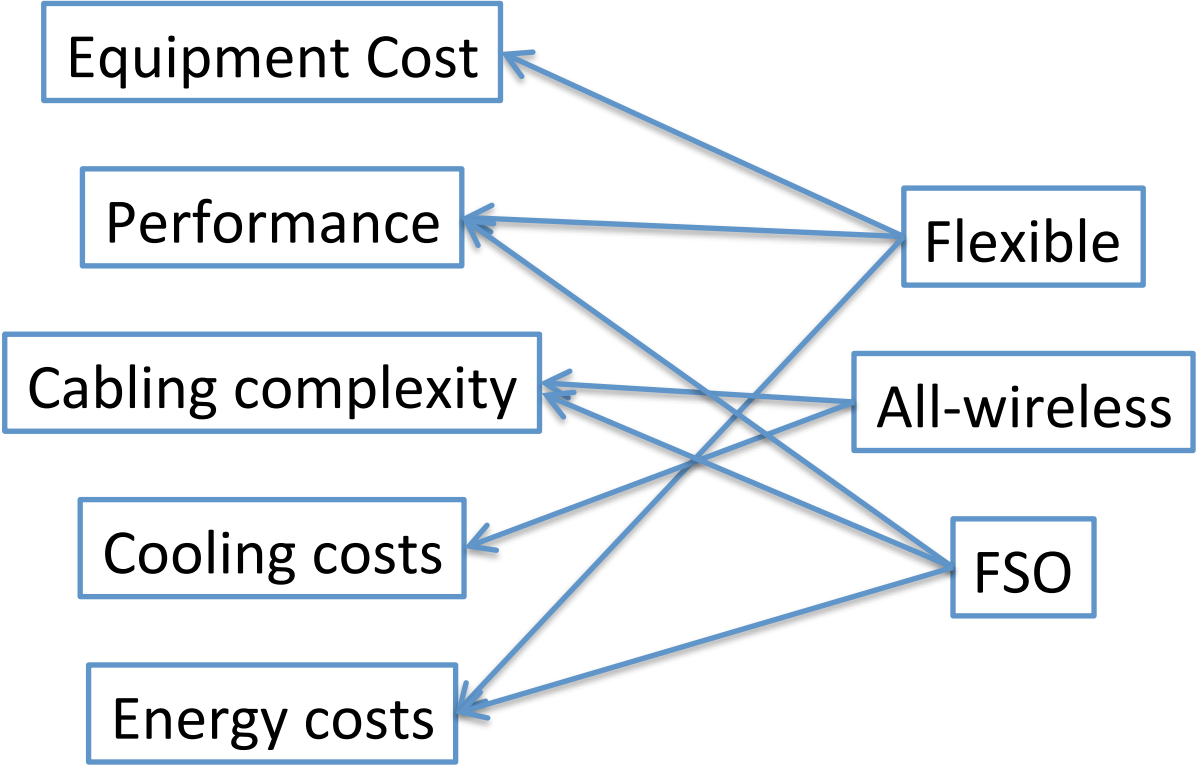 Equipment Cost
Performance
Cabling complexity
Cooling costs
Energy costs
Flexible
All-wireless
FSO